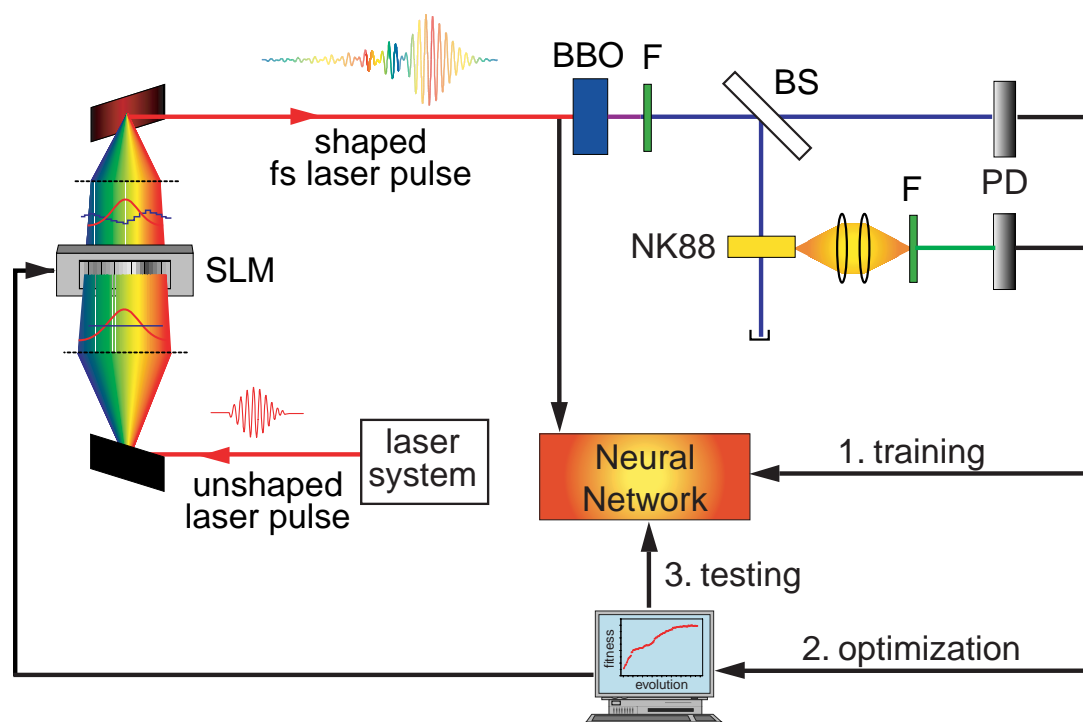 BBO
F
BS
shaped
fs laser pulse
PD
F
NK88
SLM
laser
system
unshaped
laser pulse
Neural
Network
1. training
3. testing
2. optimization
fitness
evolution